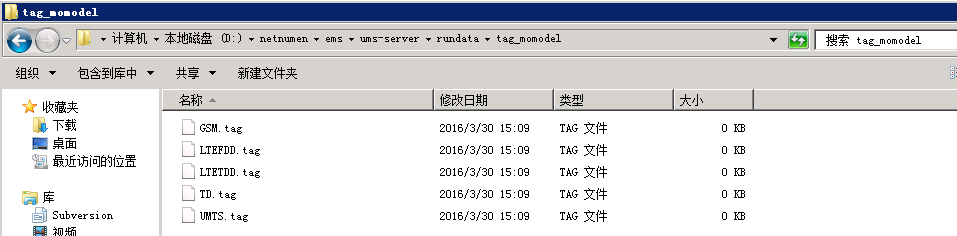 tag_momodel
计算机 ▸ 本地磁盘 (D:) ▸ netnumen ▸ ems ▸ ums-server ▸ rundata ▸ tag_momodel
搜索 tag_momodel
组织 包含到库中 共享 新建文件夹
收藏夹
下载
桌面
最近访问的位置
库
Subversion
视频
名称 修改日期 类型 大小
GSM.tag 2016/3/30 15:09 TAG 文件 0 KB
LTEFDD.tag 2016/3/30 15:09 TAG 文件 0 KB
LTETDD.tag 2016/3/30 15:09 TAG 文件 0 KB
TD.tag 2016/3/30 15:09 TAG 文件 0 KB
UMTS.tag 2016/3/30 15:09 TAG 文件 0 KB